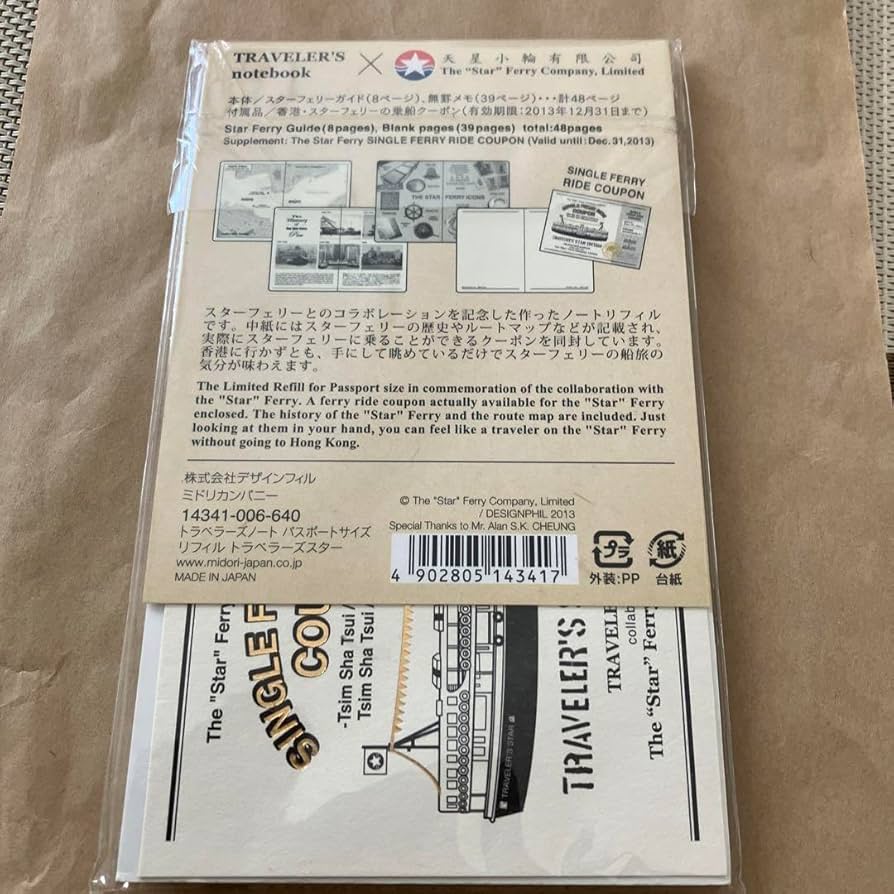 TRAVELER'S notebook × 天星小輪有限公司 The "Star" Ferry Company, Limited
本体/スターフェリーガイド(8ページ)、無罫メモ(39ページ)・・・計48ページ
付属品/香港・スターフェリーの乗船クーポン(有効期限:2013年12月31日まで)
Star Ferry Guide(8pages), Blank pages(39pages) total:48pages
Supplement: The Star Ferry SINGLE FERRY RIDE COUPON (Valid until:Dec.31,2013)
SINGLE FERRY
RIDE COUPON
THE STAR FERRY ICONS
スターフェリーとのコラボレーションを記念した作ったノートリフィル
です。中紙にはスターフェリーの歴史やルートマップなどが記載され、
実際にスターフェリーに乗ることができるクーポンを同封しています。
香港に行かずとも、手にして眺めているだけでスターフェリーの船旅の
気分が味わえます。
The Limited Refill for Passport size in commemoration of the collaboration with
the "Star" Ferry. A ferry ride coupon actually available for the "Star" Ferry
enclosed. The history of the "Star" Ferry and the route map are included. Just
looking at them in your hand, you can feel like a traveler on the "Star" Ferry
without going to Hong Kong.
株式会社デザインフィル
ミドリカンパニー
14341-006-640
トラベラーズノート パスポートサイズ
リフィル トラベラーズスター
www.midori-japan.co.jp
MADE IN JAPAN
© The "Star" Ferry Company, Limited
/ DESIGNPHIL 2013
Special Thanks to Mr. Alan S.K. CHEUNG
4 902805 143417
プラ
外装:PP
紙
台紙
The "Star" Ferry
SINGLE F
COU
-Tsim Sha Tsui /
Tsim Sha Tsui /
TRAVELER'S STAR
TRAVELER'S
TRAVELE
collab
The "Star" Ferry